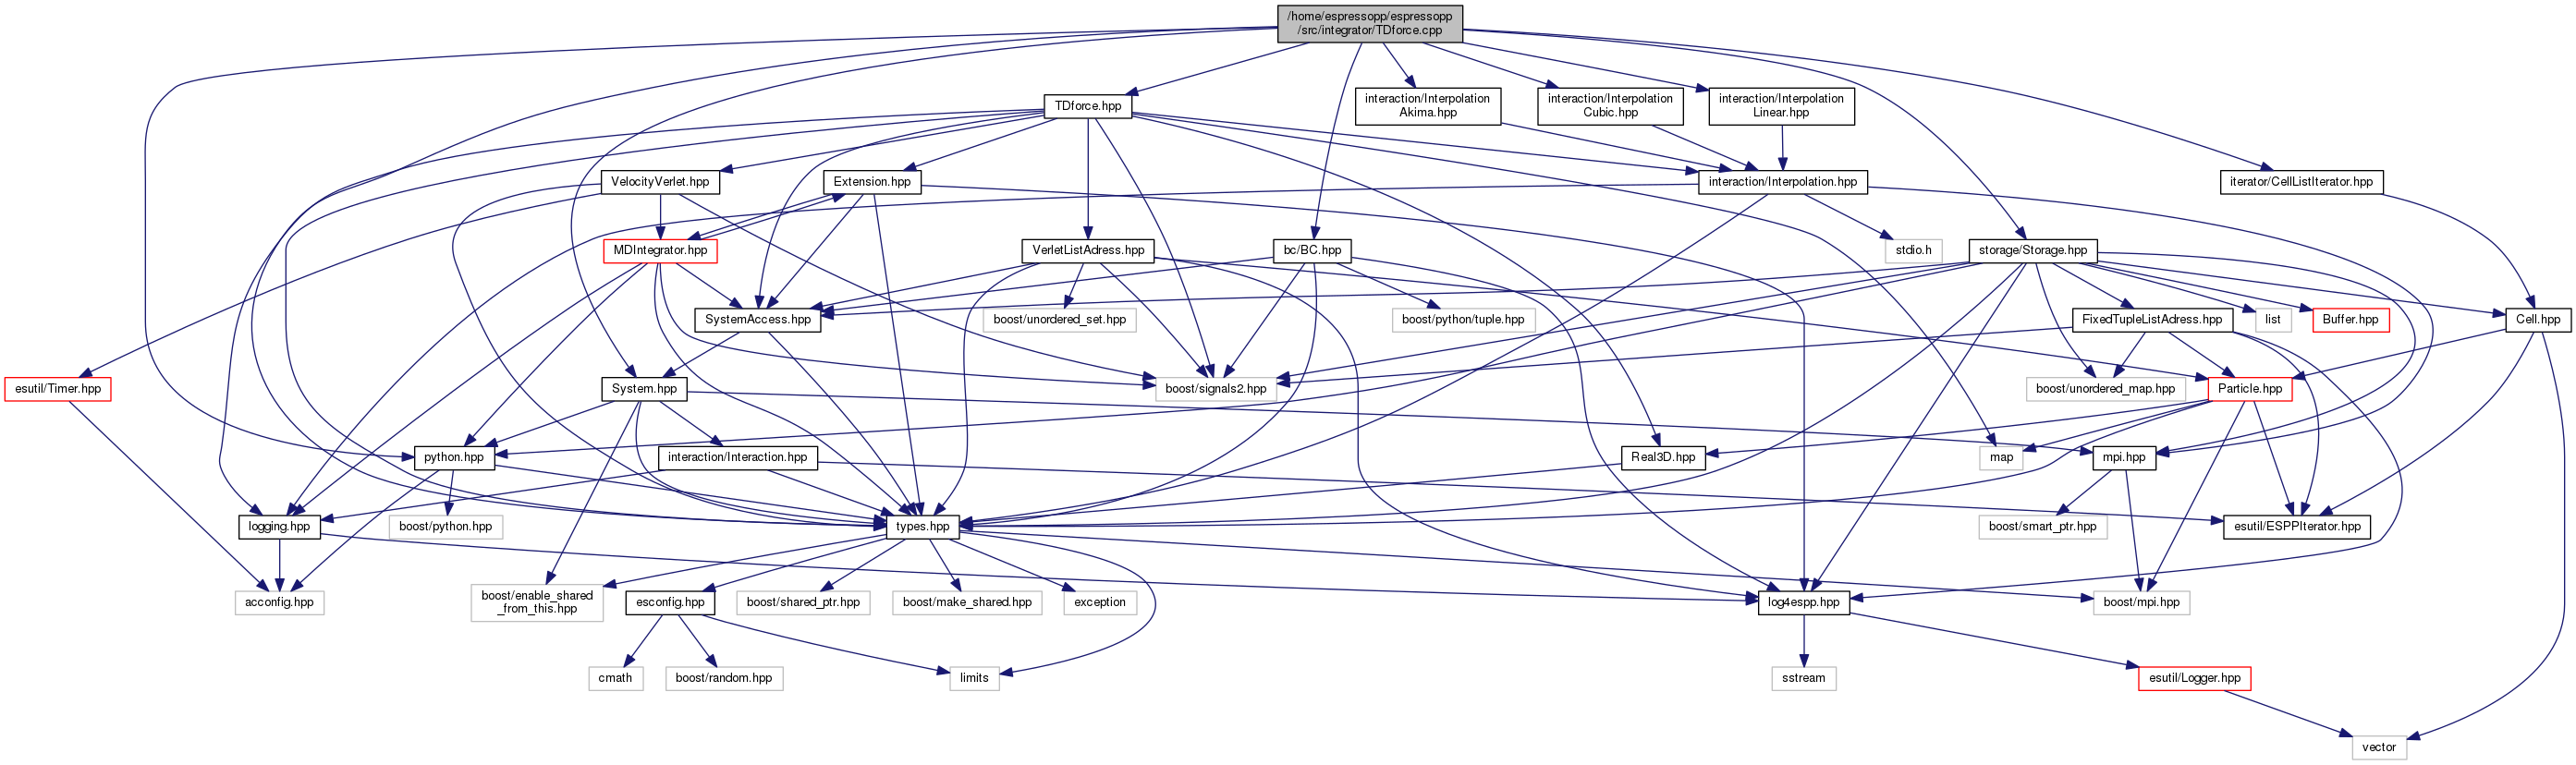 /home/espressopp/espressopp
/src/integrator/TDforce.cpp
TDforce.hpp
interaction/Interpolation
Akima.hpp
interaction/Interpolation
Cubic.hpp
interaction/Interpolation
Linear.hpp
VelocityVerlet.hpp
Extension.hpp
interaction/Interpolation.hpp
iterator/CellListIterator.hpp
MDIntegrator.hpp
VerletListAdress.hpp
bc/BC.hpp
stdio.h
storage/Storage.hpp
SystemAccess.hpp
boost/unordered_set.hpp
boost/python/tuple.hpp
FixedTupleListAdress.hpp
list
Buffer.hpp
Cell.hpp
esutil/Timer.hpp
System.hpp
boost/signals2.hpp
boost/unordered_map.hpp
Particle.hpp
python.hpp
interaction/Interaction.hpp
Real3D.hpp
map
mpi.hpp
logging.hpp
boost/python.hpp
types.hpp
boost/smart_ptr.hpp
esutil/ESPPIterator.hpp
acconfig.hpp
boost/enable_shared
_from_this.hpp
esconfig.hpp
boost/shared_ptr.hpp
boost/make_shared.hpp
exception
log4espp.hpp
boost/mpi.hpp
cmath
boost/random.hpp
limits
sstream
esutil/Logger.hpp
vector